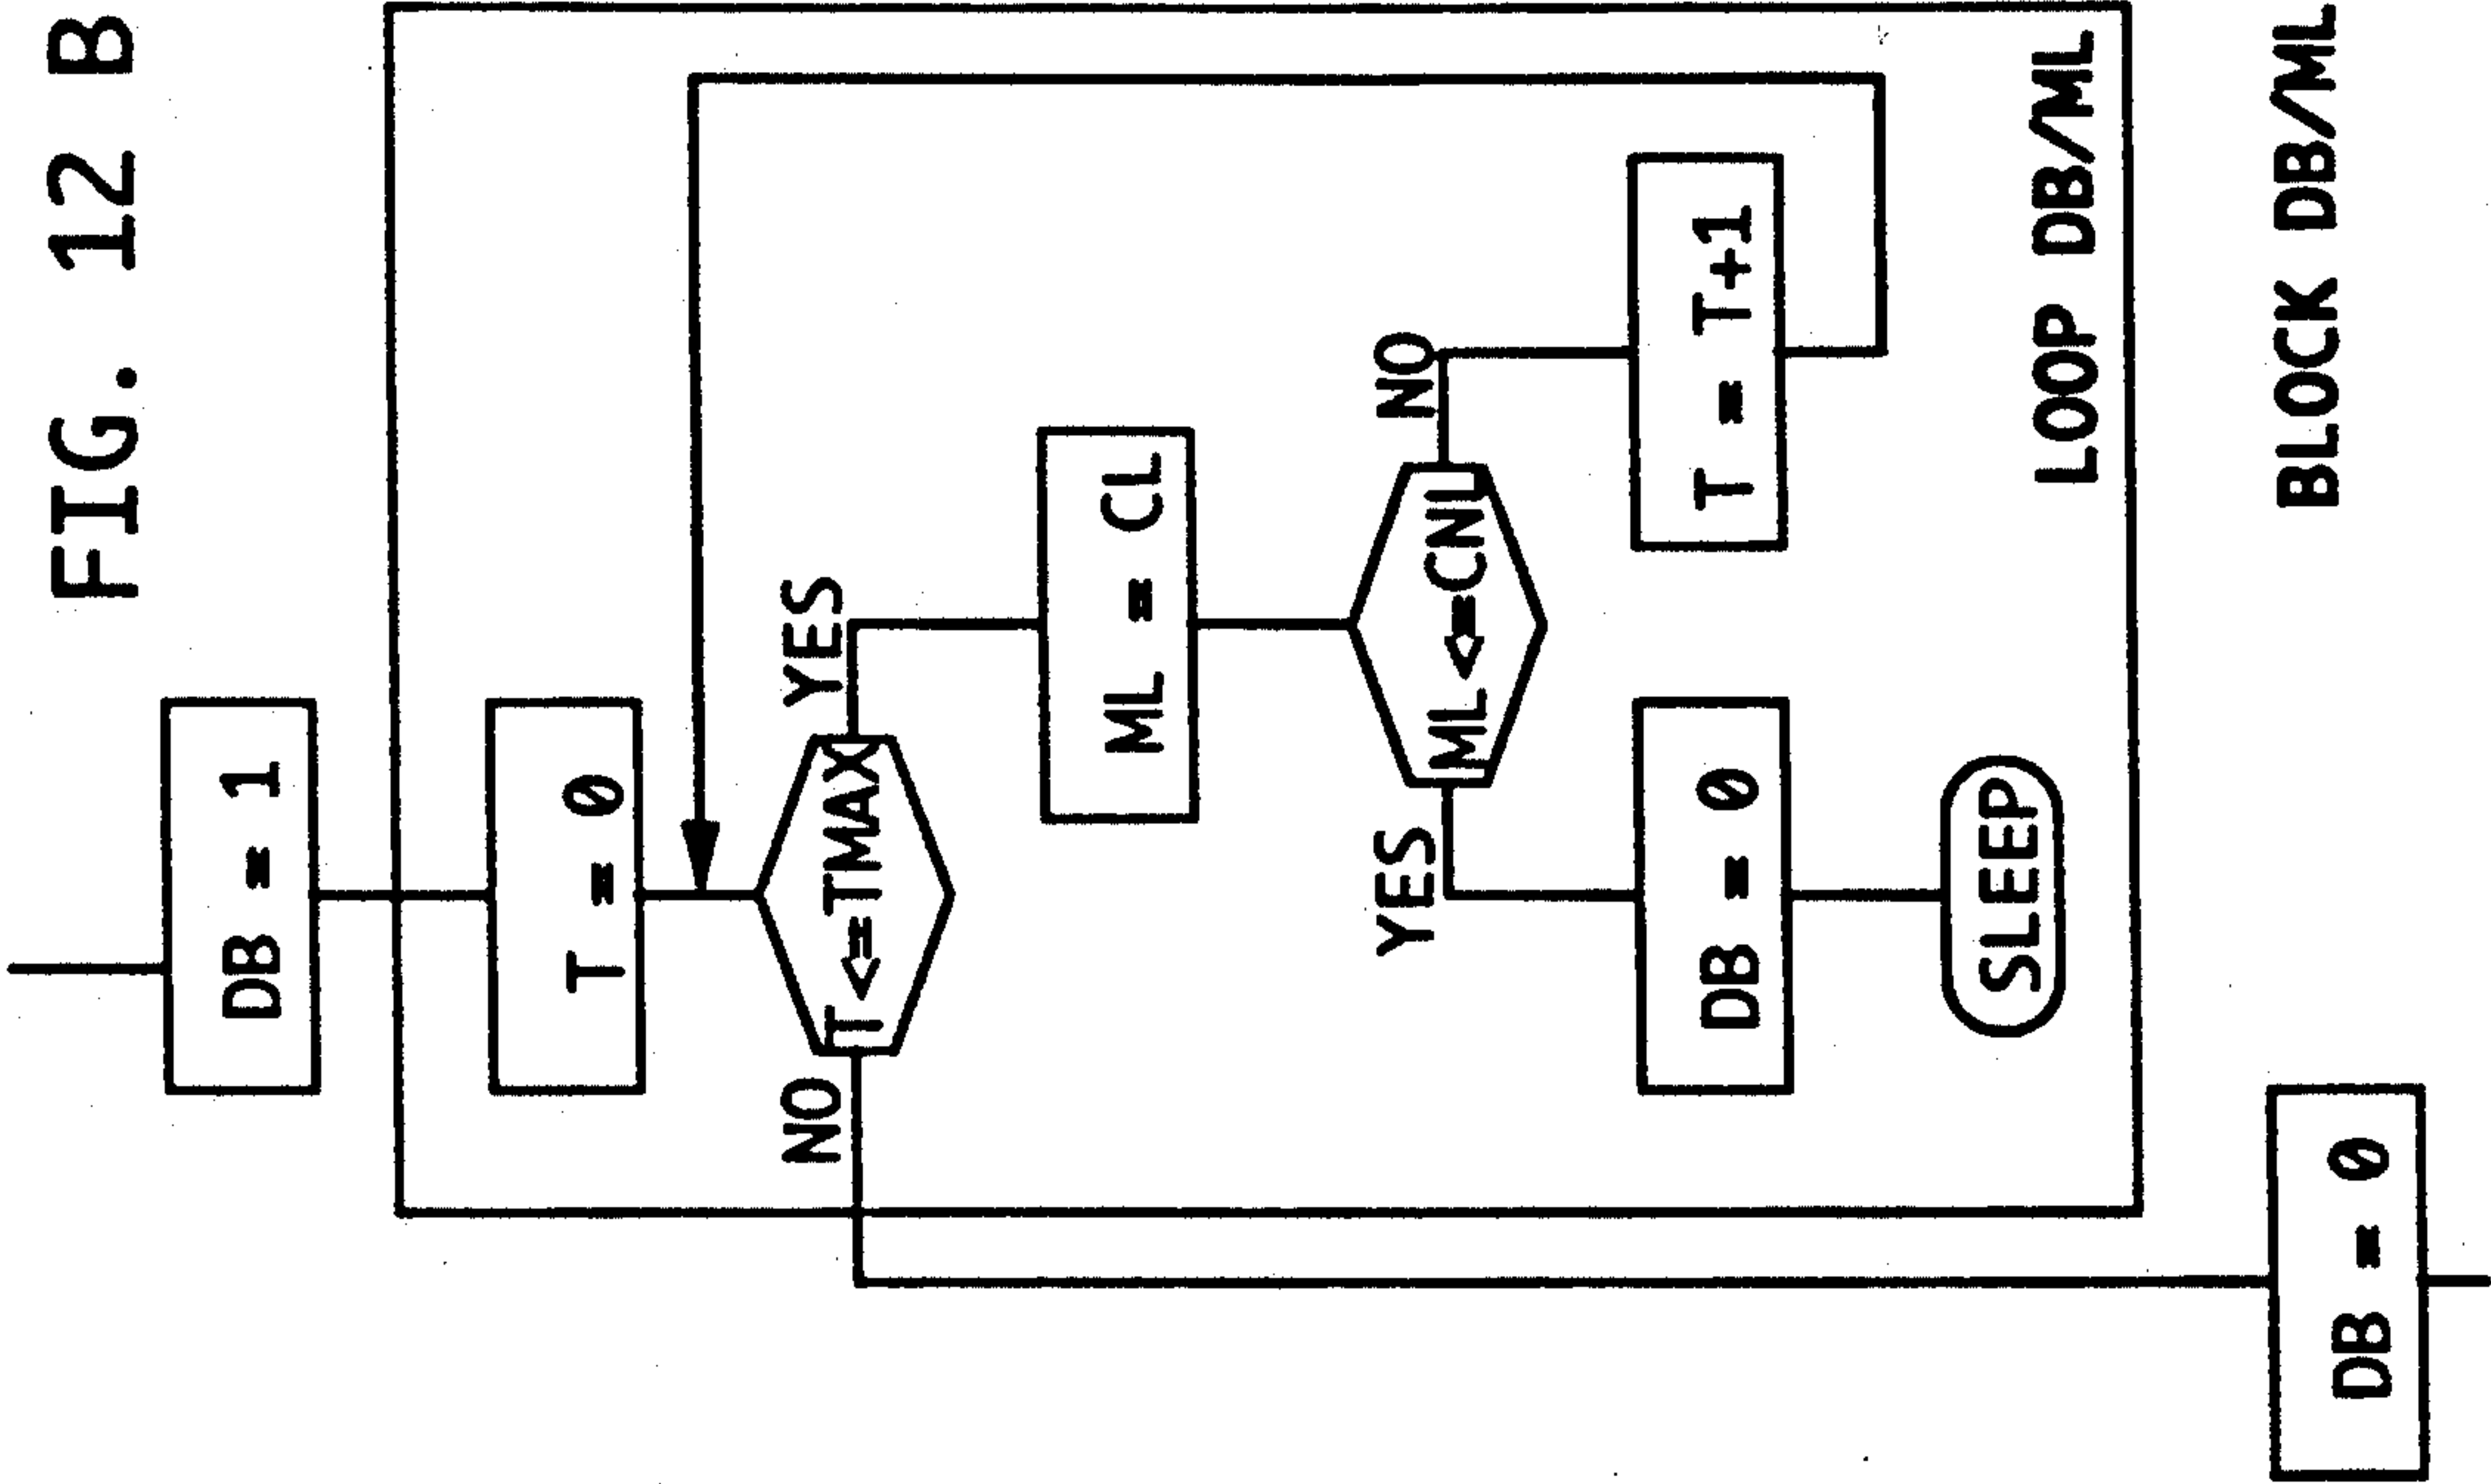 FIG. 12 B
DB = 1
T = 0
T <= TMAX
NO
YES
ML = CL
ML <= CNL
YES
NO
DB = 0
T = T+1
SLEEP
LOOP DB/ML
BLOCK DB/ML
DB = 0